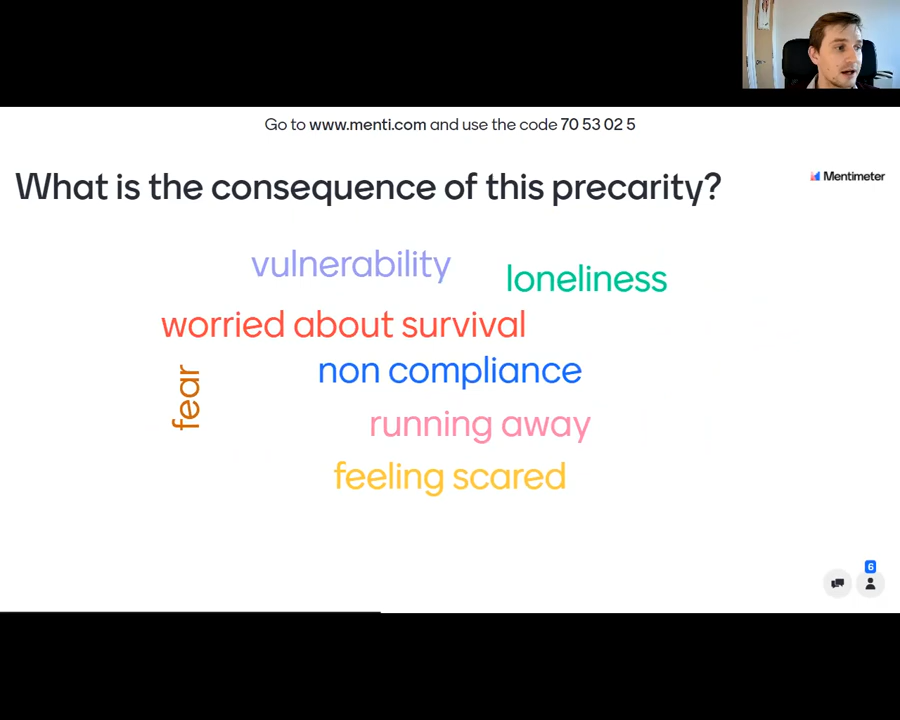 Go to www.menti.com and use the code 70 53 02 5
What is the consequence of this precarity?
Mentimeter
vulnerability
loneliness
worried about survival
non compliance
fear
running away
feeling scared
6